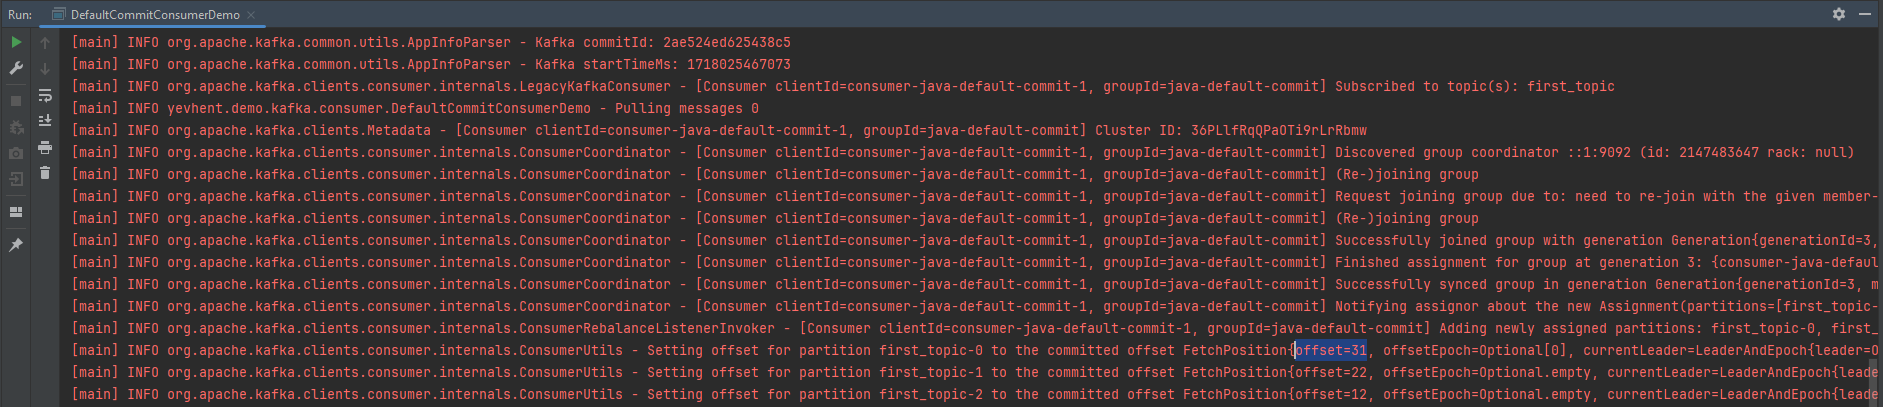 Run: DefaultCommitConsumerDemo
[main] INFO org.apache.kafka.common.utils.AppInfoParser - Kafka commitId: 2ae524ed625438c5
[main] INFO org.apache.kafka.common.utils.AppInfoParser - Kafka startTimeMs: 1718025467073
[main] INFO org.apache.kafka.clients.consumer.internals.LegacyKafkaConsumer - [Consumer clientId=consumer-java-default-commit-1, groupId=java-default-commit] Subscribed to topic(s): first_topic
[main] INFO yevhent.demo.kafka.consumer.DefaultCommitConsumerDemo - Pulling messages 0
[main] INFO org.apache.kafka.clients.Metadata - [Consumer clientId=consumer-java-default-commit-1, groupId=java-default-commit] Cluster ID: 36PLlfRqQPaOTi9rLrRbmw
[main] INFO org.apache.kafka.clients.consumer.internals.ConsumerCoordinator - [Consumer clientId=consumer-java-default-commit-1, groupId=java-default-commit] Discovered group coordinator ::1:9092 (id: 2147483647 rack: null)
[main] INFO org.apache.kafka.clients.consumer.internals.ConsumerCoordinator - [Consumer clientId=consumer-java-default-commit-1, groupId=java-default-commit] (Re-)joining group
[main] INFO org.apache.kafka.clients.consumer.internals.ConsumerCoordinator - [Consumer clientId=consumer-java-default-commit-1, groupId=java-default-commit] Request joining group due to: need to re-join with the given member-
[main] INFO org.apache.kafka.clients.consumer.internals.ConsumerCoordinator - [Consumer clientId=consumer-java-default-commit-1, groupId=java-default-commit] (Re-)joining group
[main] INFO org.apache.kafka.clients.consumer.internals.ConsumerCoordinator - [Consumer clientId=consumer-java-default-commit-1, groupId=java-default-commit] Successfully joined group with generation Generation{generationId=3,
[main] INFO org.apache.kafka.clients.consumer.internals.ConsumerCoordinator - [Consumer clientId=consumer-java-default-commit-1, groupId=java-default-commit] Finished assignment for group at generation 3: {consumer-java-defaul
[main] INFO org.apache.kafka.clients.consumer.internals.ConsumerCoordinator - [Consumer clientId=consumer-java-default-commit-1, groupId=java-default-commit] Successfully synced group in generation Generation{generationId=3, m
[main] INFO org.apache.kafka.clients.consumer.internals.ConsumerCoordinator - [Consumer clientId=consumer-java-default-commit-1, groupId=java-default-commit] Notifying assignor about the new Assignment(partitions=[first_topic-
[main] INFO org.apache.kafka.clients.consumer.internals.ConsumerRebalanceListenerInvoker - [Consumer clientId=consumer-java-default-commit-1, groupId=java-default-commit] Adding newly assigned partitions: first_topic-0, first_
[main] INFO org.apache.kafka.clients.consumer.internals.ConsumerUtils - Setting offset for partition first_topic-0 to the committed offset FetchPosition{offset=31, offsetEpoch=Optional[0], currentLeader=LeaderAndEpoch{leader=O
[main] INFO org.apache.kafka.clients.consumer.internals.ConsumerUtils - Setting offset for partition first_topic-1 to the committed offset FetchPosition{offset=22, offsetEpoch=Optional.empty, currentLeader=LeaderAndEpoch{leade
[main] INFO org.apache.kafka.clients.consumer.internals.ConsumerUtils - Setting offset for partition first_topic-2 to the committed offset FetchPosition{offset=12, offsetEpoch=Optional.empty, currentLeader=LeaderAndEpoch{leade